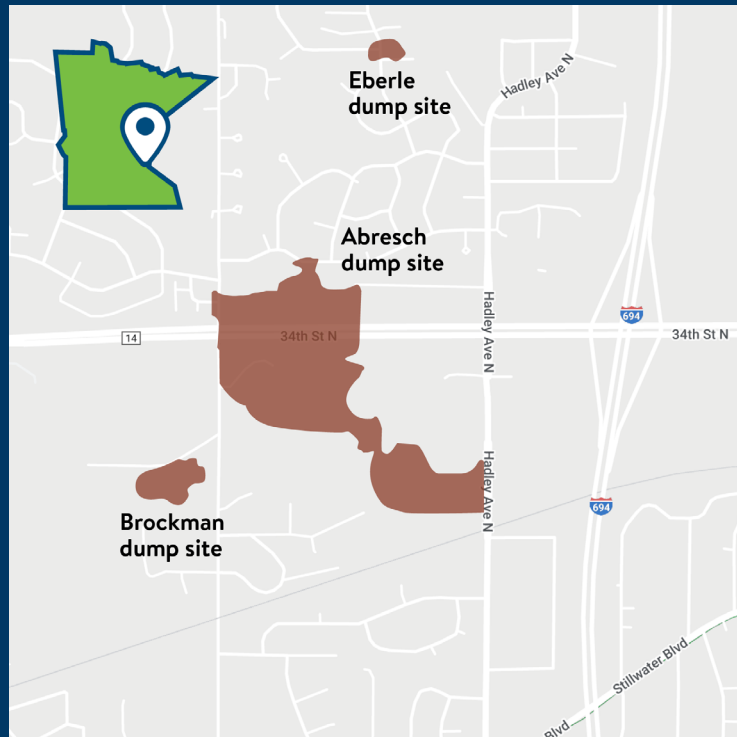 Eberle
dump site
Hadley Ave N
Abresch
dump site
Hadley Ave N
694
14
34th St N
34th St N
Hadley Ave N
694
Brockman
dump site
Stillwater Blvd
Blvd